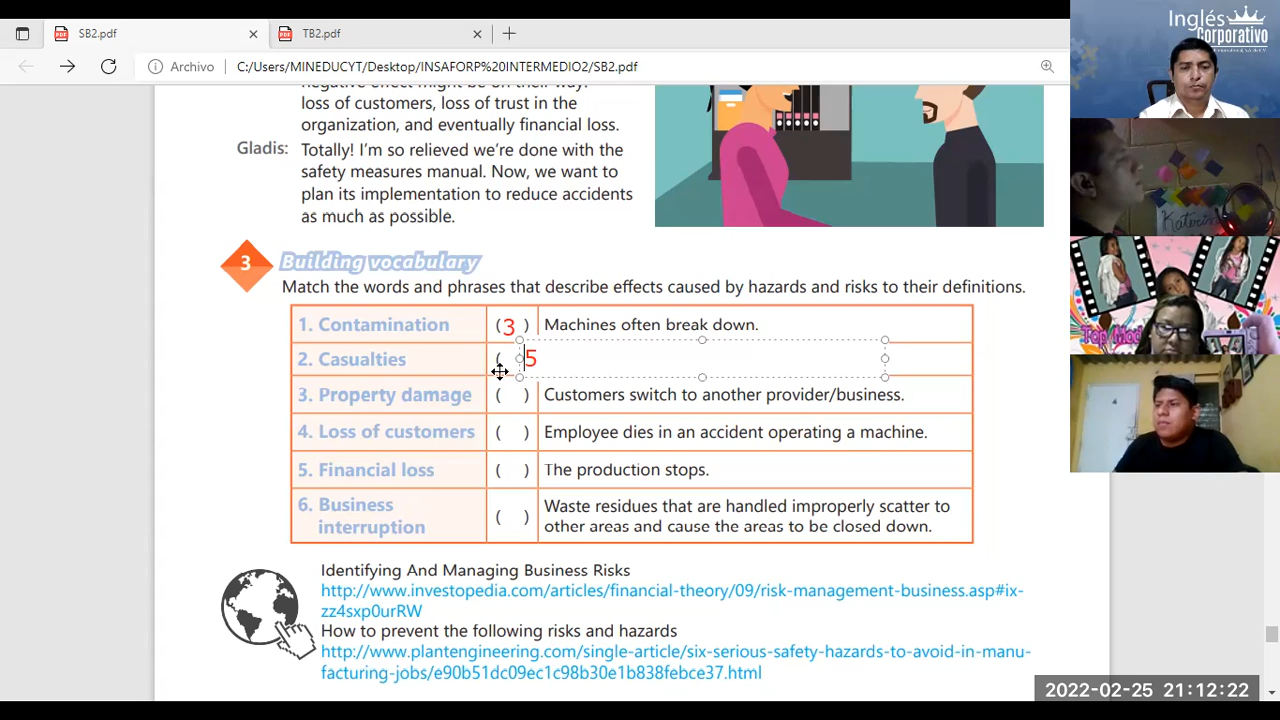 SB2.pdf
TB2.pdf
Archivo
C:/Users/MINEDUCYT/Desktop/INSAFORP%20INTERMEDIO2/SB2.pdf
Inglés
Corporativo
negative effect might be on their way:
loss of customers, loss of trust in the
organization, and eventually financial loss.
Gladis: Totally! I'm so relieved we're done with the
safety measures manual. Now, we want to
plan its implementation to reduce accidents
as much as possible.
3 Building vocabulary
Match the words and phrases that describe effects caused by hazards and risks to their definitions.
1. Contamination (3) Machines often break down.
2. Casualties ( 5
3. Property damage ( ) Customers switch to another provider/business.
4. Loss of customers ( ) Employee dies in an accident operating a machine.
5. Financial loss ( ) The production stops.
6. Business interruption ( ) Waste residues that are handled improperly scatter to
other areas and cause the areas to be closed down.
Identifying And Managing Business Risks
http://www.investopedia.com/articles/financial-theory/09/risk-management-business.asp#ix-
zz4sxp0urRW
How to prevent the following risks and hazards
http://www.plantengineering.com/single-article/six-serious-safety-hazards-to-avoid-in-manu-
facturing-jobs/e90b51dc09ec1c98b30e1b838febce37.html
2022-02-25 21:12:22